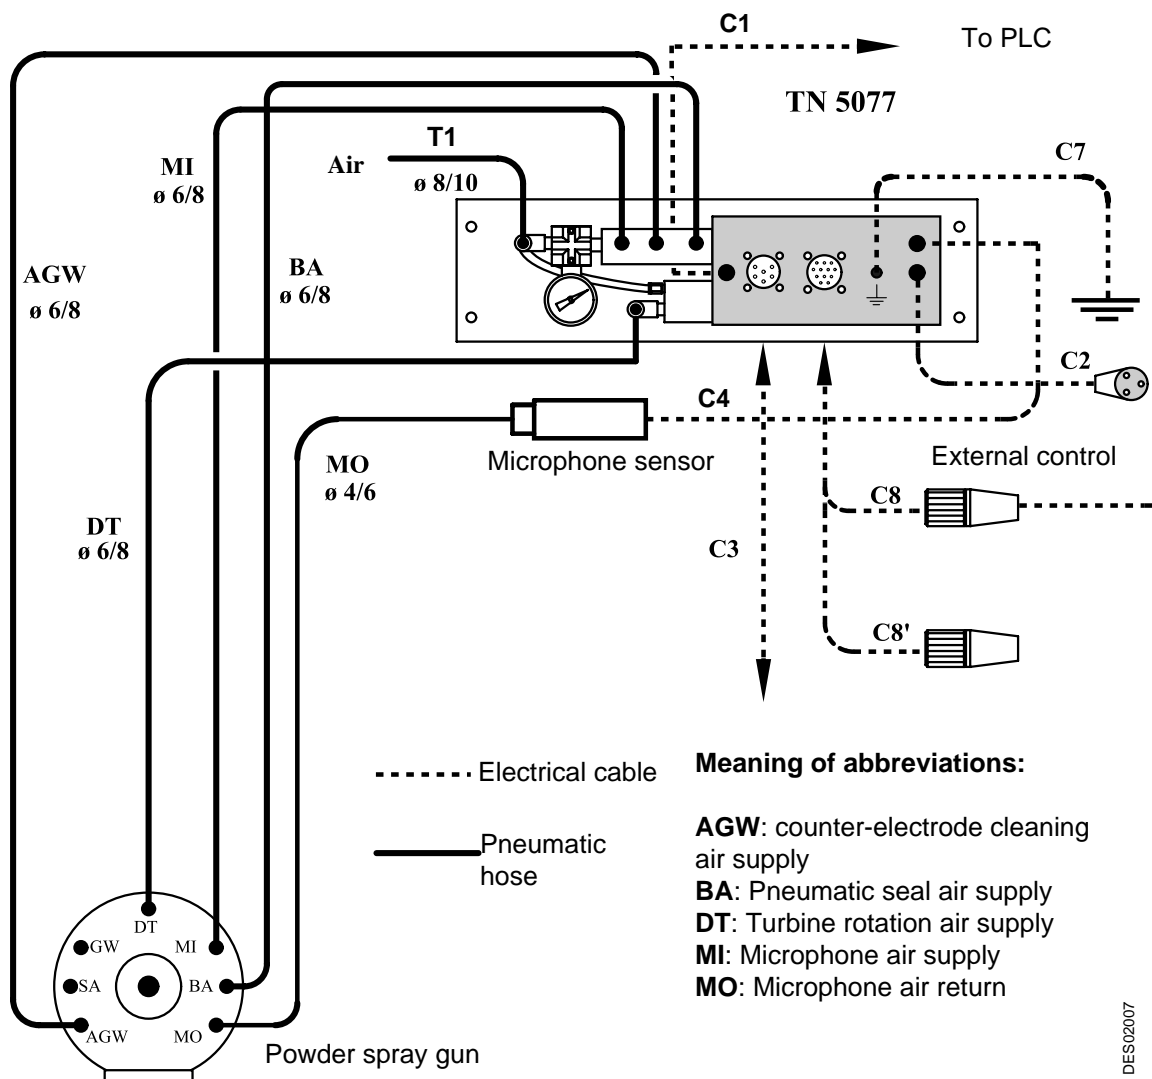 C1
To PLC
TN 5077
T1
C7
MI
ø 6/8
Air
ø 8/10
AGW
ø 6/8
BA
ø 6/8
C2
C4
MO
ø 4/6
Microphone sensor
External control
C8
DT
ø 6/8
C3
C8'
Electrical cable
Pneumatic
hose
Meaning of abbreviations:
AGW: counter-electrode cleaning
air supply
BA: Pneumatic seal air supply
DT: Turbine rotation air supply
MI: Microphone air supply
MO: Microphone air return
DT
GW
MI
SA
BA
AGW
MO
Powder spray gun
DES02007